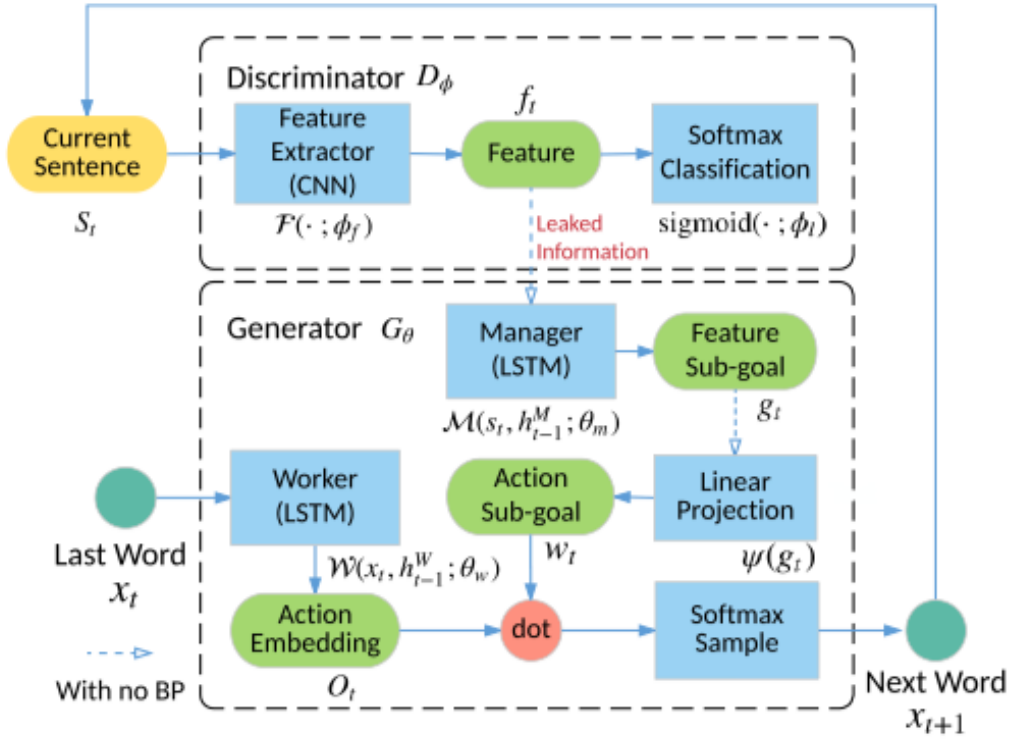 Discriminator D_ϕ
Current
Sentence
S_t
Feature
Extractor
(CNN)
ℱ(· ; ϕ_f)
f_t
Feature
Softmax
Classification
sigmoid(· ; ϕ_l)
Leaked
Information
Generator G_θ
Manager
(LSTM)
ℳ(s_t, h^M_{t−1}; θ_m)
Feature
Sub-goal
g_t
Last Word
x_t
Worker
(LSTM)
𝒲(x_t, h^W_{t−1}; θ_w)
Action
Sub-goal
w_t
Linear
Projection
ψ(g_t)
Action
Embedding
O_t
dot
Softmax
Sample
Next Word
x_{t+1}
With no BP